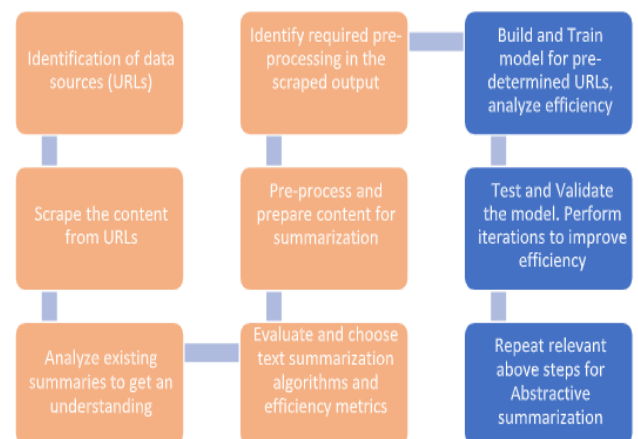 Identification of data
sources (URLs)
Scrape the content
from URLs
Analyze existing
summaries to get an
understanding
Evaluate and choose
text summarization
algorithms and
efficiency metrics
Pre-process and
prepare content for
summarization
Identify required pre-
processing in the
scraped output
Build and Train
model for pre-
determined URLs,
analyze efficiency
Test and Validate
the model. Perform
iterations to improve
efficiency
Repeat relevant
above steps for
Abstractive
summarization